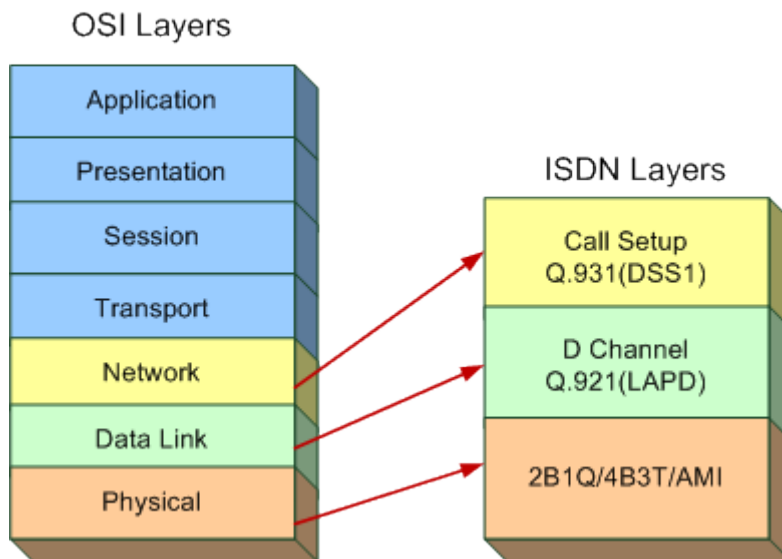 OSI Layers
Application
Presentation
Session
Transport
Network
Data Link
Physical
ISDN Layers
Call Setup
Q.931(DSS1)
D Channel
Q.921(LAPD)
2B1Q/4B3T/AMI